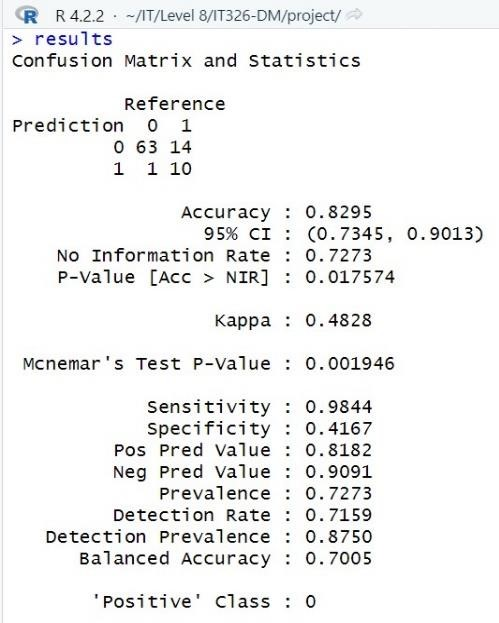 R R 4.2.2 · ~/IT/Level 8/IT326-DM/project/
> results
Confusion Matrix and Statistics
Reference
Prediction 0 1
0 63 14
1 1 10
Accuracy : 0.8295
95% CI : (0.7345, 0.9013)
No Information Rate : 0.7273
P-Value [Acc > NIR] : 0.017574
Kappa : 0.4828
Mcnemar's Test P-Value : 0.001946
Sensitivity : 0.9844
Specificity : 0.4167
Pos Pred Value : 0.8182
Neg Pred Value : 0.9091
Prevalence : 0.7273
Detection Rate : 0.7159
Detection Prevalence : 0.8750
Balanced Accuracy : 0.7005
'Positive' Class : 0